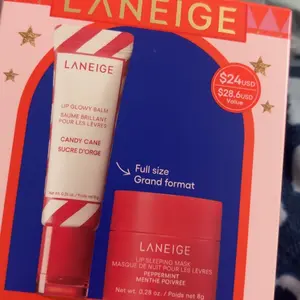 LANEIGE
$24USD
$28.6USD
Value
LANEIGE
LIP GLOWY BALM
BAUME BRILLANT
POUR LES LÈVRES
CANDY CANE
SUCRE D'ORGE
Full size
Grand format
LANEIGE
LIP SLEEPING MASK
MASQUE DE NUIT POUR LES LÈVRES
PEPPERMINT
MENTHE POIVRÉE
Net wt. 0.28 oz. / Poids net 8g